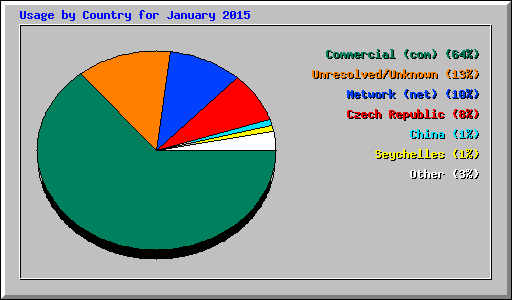 Usage by Country for January 2015
Commercial (com) (64%)
Unresolved/Unknown (13%)
Network (net) (10%)
Czech Republic (8%)
China (1%)
Seychelles (1%)
Other (3%)